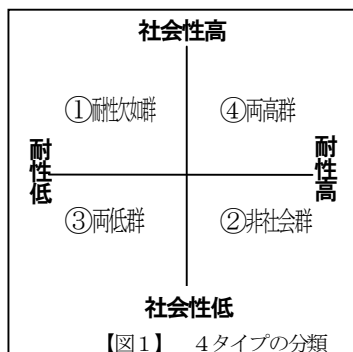 社会性高
①耐性欠如群 ④両高群
耐性低
耐性高
③両低群 ②非社会群
社会性低
【図1】 4タイプの分類